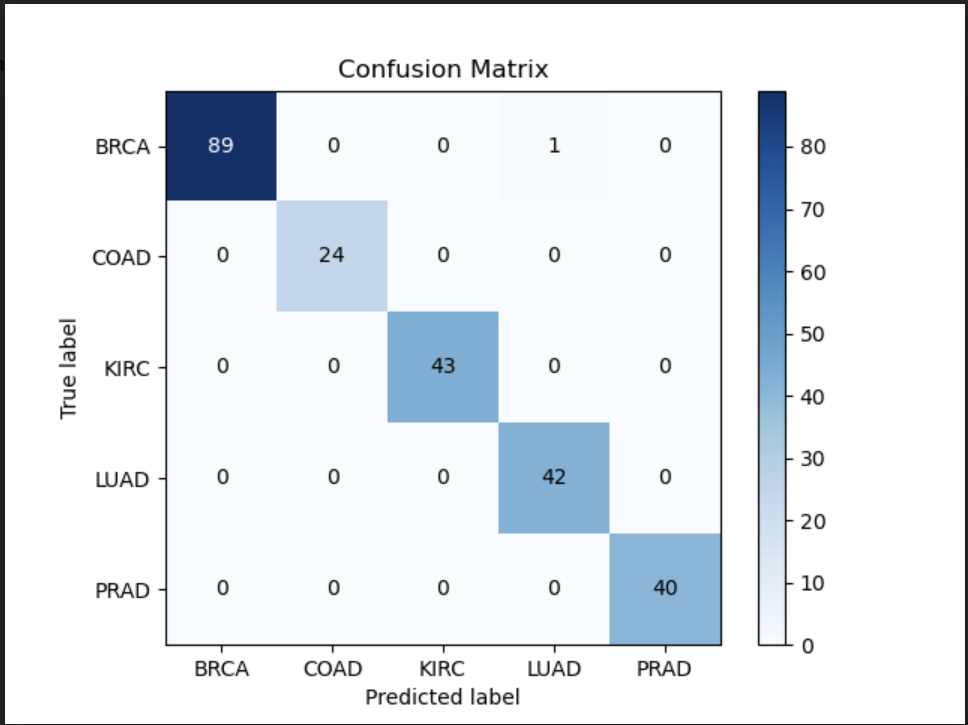 Confusion Matrix
BRCA 89 0 0 1 0
COAD 0 24 0 0 0
KIRC 0 0 43 0 0
LUAD 0 0 0 42 0
PRAD 0 0 0 0 40
BRCA COAD KIRC LUAD PRAD
Predicted label
True label
80
70
60
50
40
30
20
10
0